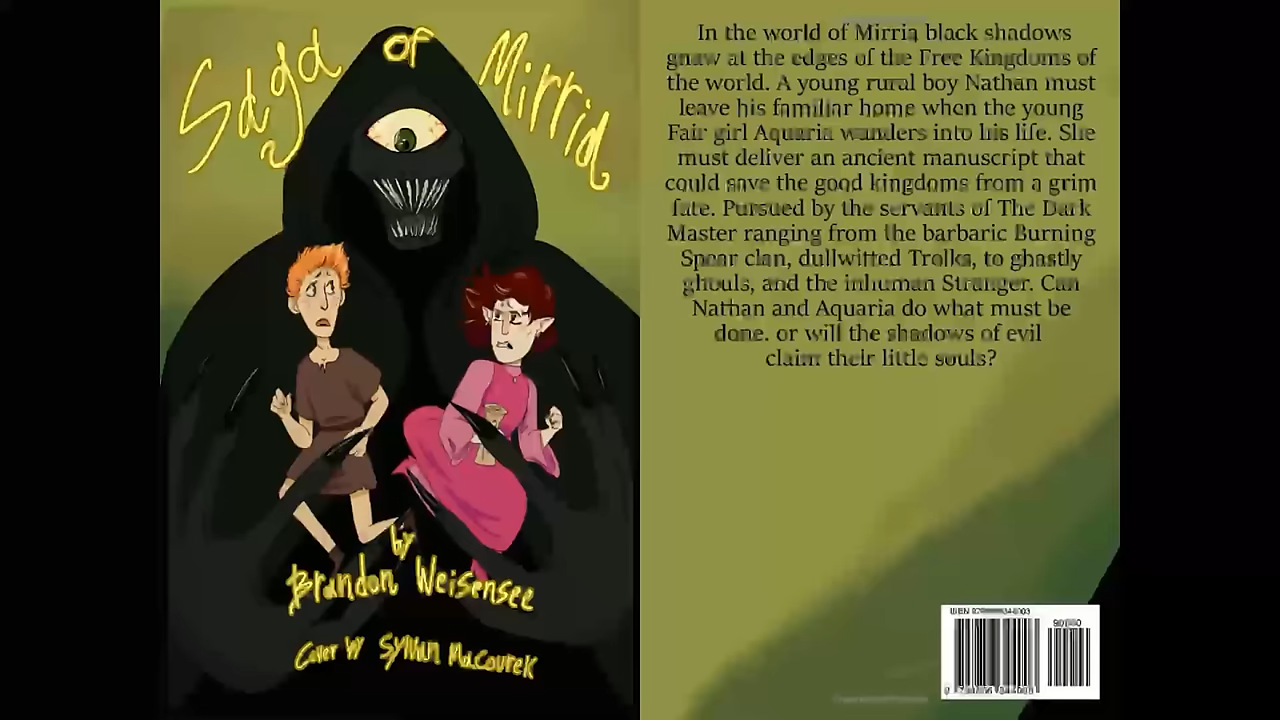 Saga of Mirria
by
Brandon Weisensee
Cover by Sylvan Macourek
In the world of Mirria black shadows
gnaw at the edges of the Free Kingdoms of
the world. A young rural boy Nathan must
leave his familiar home when the young
Fair girl Aquaria wanders into his life. She
must deliver an ancient manuscript that
could save the good kingdoms from a grim
fate. Pursued by the servants of The Dark
Master ranging from the barbaric Burning
Spear clan, dullwitted Trolks, to ghastly
ghouls, and the inhuman Stranger. Can
Nathan and Aquaria do what must be
done. or will the shadows of evil
claim their little souls?